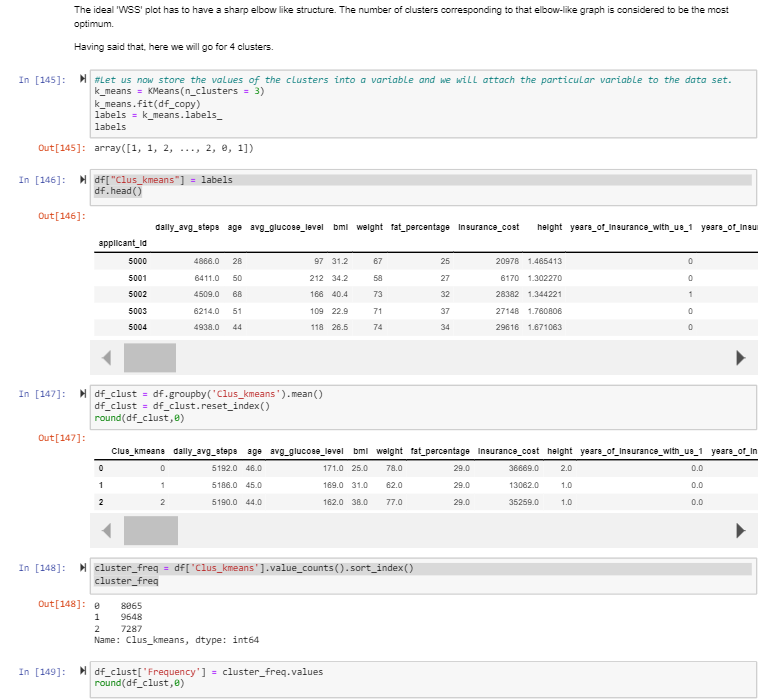 The ideal 'WSS' plot has to have a sharp elbow like structure. The number of clusters corresponding to that elbow-like graph is considered to be the most
optimum.
Having said that, here we will go for 4 clusters.
In [145]: #Let us now store the values of the clusters into a variable and we will attach the particular variable to the data set.
k_means = KMeans(n_clusters = 3)
k_means.fit(df_copy)
labels = k_means.labels_
labels
Out[145]: array([1, 1, 2, ..., 2, 0, 1])
In [146]: df["Clus_kmeans"] = labels
df.head()
Out[146]:
daily_avg_steps age avg_glucose_level bmi weight fat_percentage insurance_cost height years_of_insurance_with_us_1 years_of_insu
applicant_id
5000 4866.0 28 97 31.2 67 25 20978 1.465413 0
5001 6411.0 50 212 34.2 58 27 6170 1.302270 0
5002 4509.0 68 166 40.4 73 32 28382 1.344221 1
5003 6214.0 51 109 22.9 71 37 27148 1.760806 0
5004 4938.0 44 118 26.5 74 34 29616 1.671063 0
In [147]: df_clust = df.groupby('Clus_kmeans').mean()
df_clust = df_clust.reset_index()
round(df_clust,0)
Out[147]:
Clus_kmeans daily_avg_steps age avg_glucose_level bmi weight fat_percentage insurance_cost height years_of_insurance_with_us_1 years_of_in
0 0 5192.0 46.0 171.0 25.0 78.0 29.0 36669.0 2.0 0.0
1 1 5186.0 45.0 169.0 31.0 62.0 29.0 13062.0 1.0 0.0
2 2 5190.0 44.0 162.0 38.0 77.0 29.0 35259.0 1.0 0.0
In [148]: cluster_freq = df['Clus_kmeans'].value_counts().sort_index()
cluster_freq
Out[148]: 0 8065
1 9648
2 7287
Name: Clus_kmeans, dtype: int64
In [149]: df_clust['Frequency'] = cluster_freq.values
round(df_clust,0)